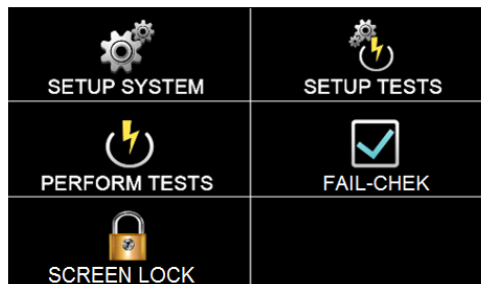 SETUP SYSTEM
SETUP TESTS
PERFORM TESTS
FAIL-CHEK
SCREEN LOCK